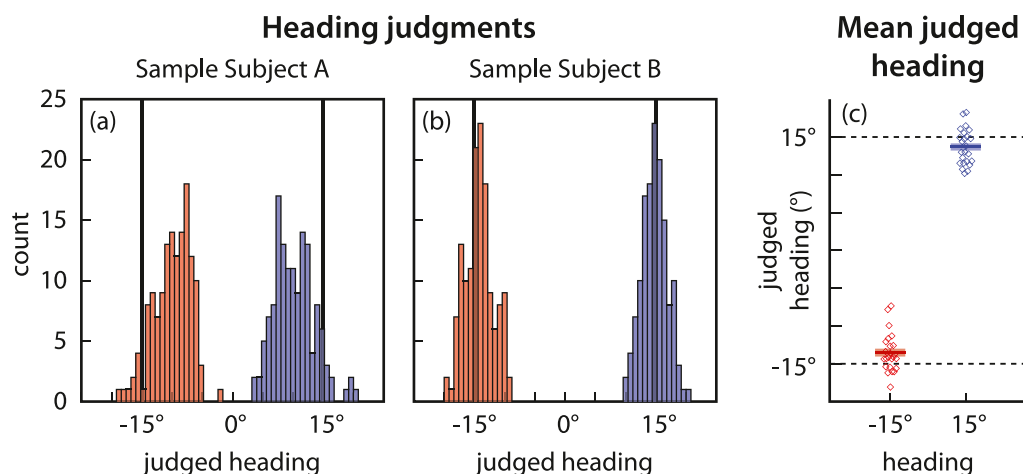 Heading judgments
Sample Subject A
Sample Subject B
Mean judged
heading
(a)
(b)
(c)
25
20
15
10
5
0
count
-15°
0°
15°
judged heading
-15°
0°
15°
judged heading
15°
-15°
judged
heading (°)
-15°
15°
heading